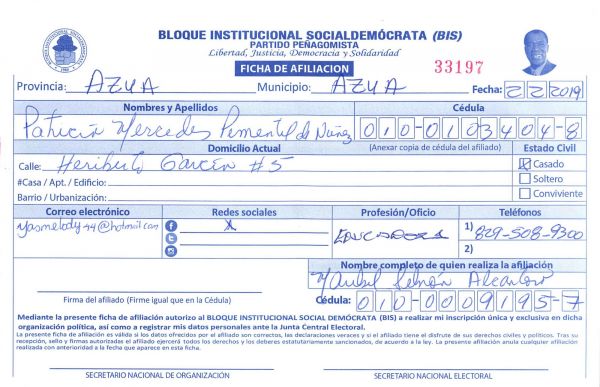 BLOQUE INSTITUCIONAL SOCIALDEMÓCRATA (BIS)
PARTIDO PEÑAGOMISTA
Libertad, Justicia, Democracia y Solidaridad
FICHA DE AFILIACION
33197
Provincia: AZUA Municipio: AZUA Fecha: 2 2 2019
Nombres y Apellidos Cédula
Mercedes Pimentel de Núñez 010-0103404-8
Domicilio Actual (Anexar copia de cédula del afiliado) Estado Civil
Calle: Heriberto García #5 Casado
#Casa / Apt. / Edificio: Soltero
Barrio / Urbanización: Conviviente
Correo electrónico Redes sociales Profesión/Oficio Teléfonos
yasmelody44@hotmail.com X EDUCADORA 1) 829-508-9300
2)
Nombre completo de quien realiza la afiliación
Alcántara
Firma del afiliado (Firme igual que en la Cédula) Cédula: 010-0009195-7
Mediante la presente ficha de afiliación autorizo al BLOQUE INSTITUCIONAL SOCIAL DEMÓCRATA (BIS) a realizar mi inscripción única y exclusiva en dicha
organización política, así como a registrar mis datos personales ante la Junta Central Electoral.
La presente ficha de afiliación es válida si los datos ofrecidos por el afiliado son correctos, las declaraciones veraces y si el afiliado tiene el disfrute de sus derechos civiles y políticos. Tras su
recepción, sello y firmas autorizadas el afiliado ejercerá todos los derechos y los deberes estatutariamente sancionados, de acuerdo a la ley. La presente afiliación anula cualquier afiliación
realizada con anterioridad a la fecha que aparece en esta ficha.
SECRETARIO NACIONAL DE ORGANIZACIÓN SECRETARIO NACIONAL ELECTORAL